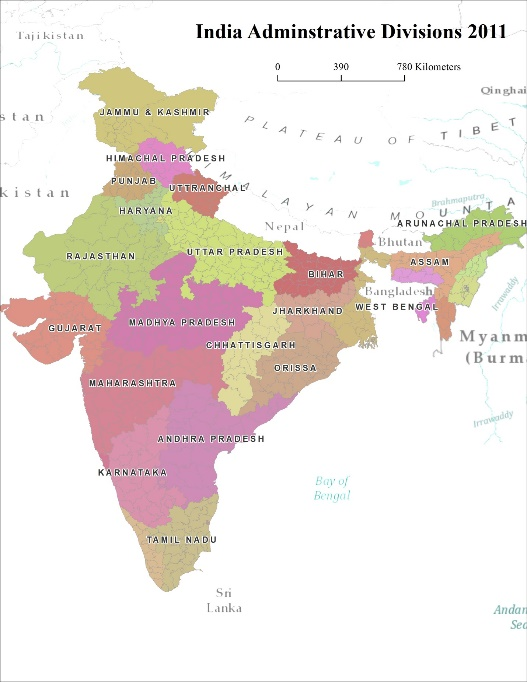 India Adminstrative Divisions 2011
0 390 780 Kilometers
Tajikistan
Qinghai
stan
JAMMU & KASHMIR
PLATEAU OF TIBET
HIMACHAL PRADESH
PUNJAB
UTTRANCHAL
kistan
HIMALAYAN MOUNTA
Brahmaputra
HARYANA
Nepal
ARUNACHAL PRADESH
Bhutan
RAJASTHAN
UTTAR PRADESH
ASSAM
BIHAR
Bangladesh
Irrawaddy
GUJARAT
MADHYA PRADESH
JHARKHAND
WEST BENGAL
CHHATTISGARH
Myanm
(Burm
ORISSA
MAHARASHTRA
Irrawaddy
ANDHRA PRADESH
KARNATAKA
Bay of
Bengal
TAMIL NADU
Sri
Lanka
Andan
Sea